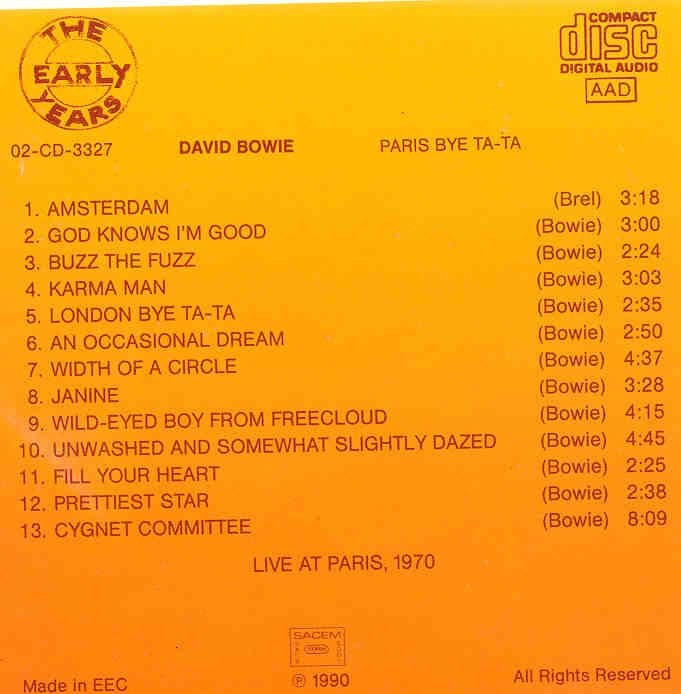 THE
EARLY
YEARS
COMPACT
disc
DIGITAL AUDIO
AAD
02-CD-3327 DAVID BOWIE PARIS BYE TA-TA
1. AMSTERDAM (Brel) 3:18
2. GOD KNOWS I'M GOOD (Bowie) 3:00
3. BUZZ THE FUZZ (Bowie) 2:24
4. KARMA MAN (Bowie) 3:03
5. LONDON BYE TA-TA (Bowie) 2:35
6. AN OCCASIONAL DREAM (Bowie) 2:50
7. WIDTH OF A CIRCLE (Bowie) 4:37
8. JANINE (Bowie) 3:28
9. WILD-EYED BOY FROM FREECLOUD (Bowie) 4:15
10. UNWASHED AND SOMEWHAT SLIGHTLY DAZED (Bowie) 4:45
11. FILL YOUR HEART (Bowie) 2:25
12. PRETTIEST STAR (Bowie) 2:38
13. CYGNET COMMITTEE (Bowie) 8:09
LIVE AT PARIS, 1970
SACEM
Made in EEC ℗ 1990 All Rights Reserved